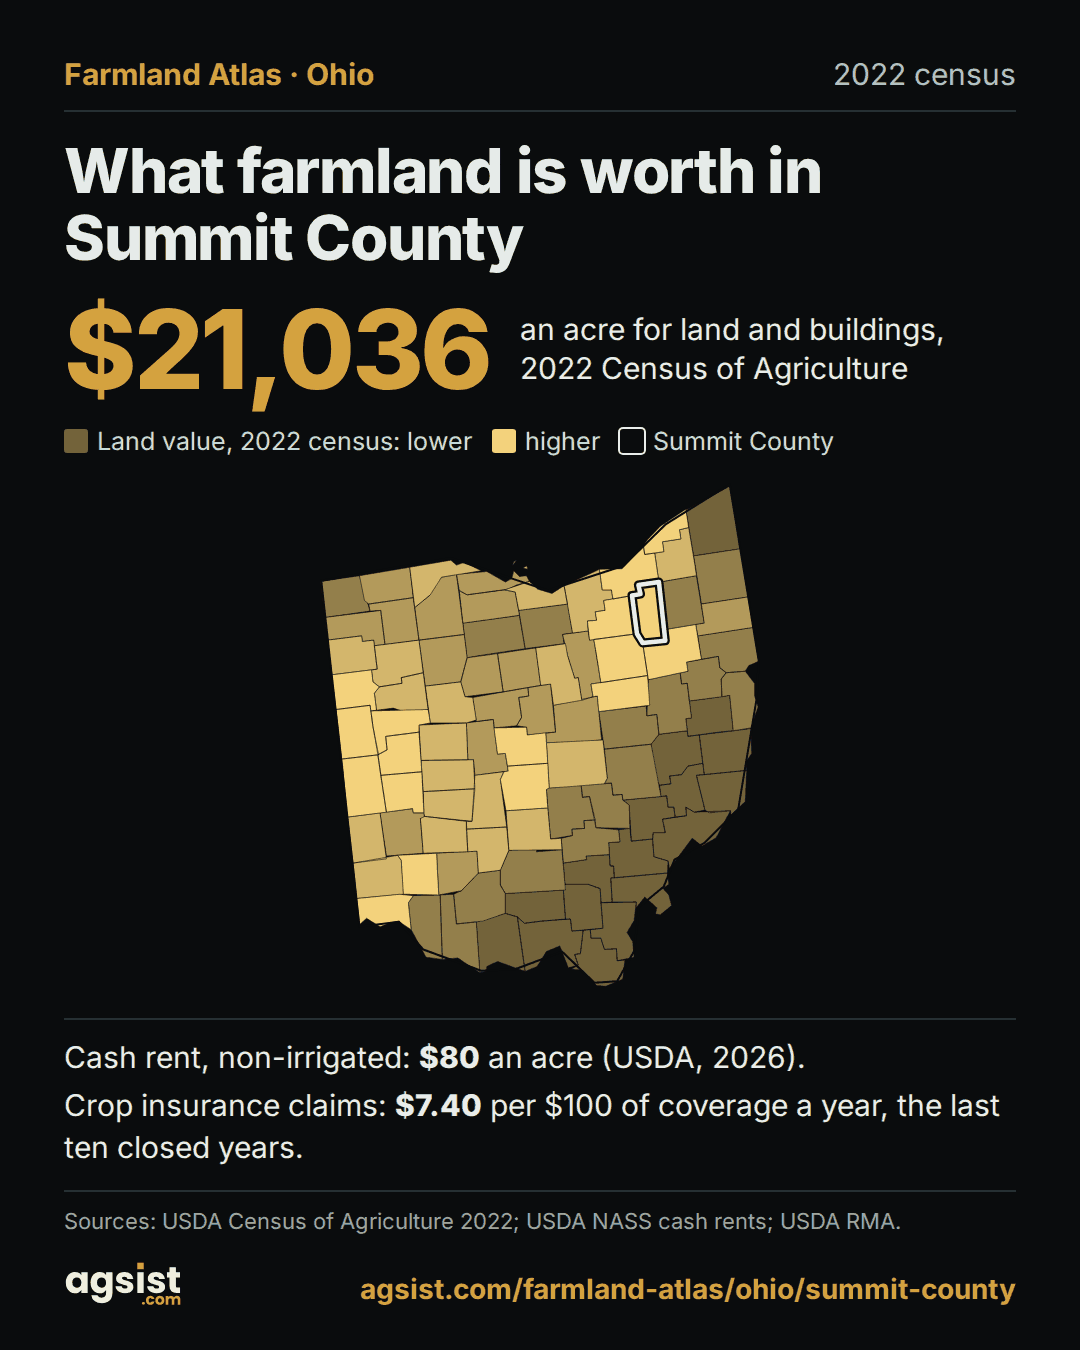 Farmland Atlas · Ohio
2022 census
What farmland is worth in
Summit County
$21,036
an acre for land and buildings,
2022 Census of Agriculture
Land value, 2022 census: lower
higher
Summit County
Cash rent, non-irrigated: $80 an acre (USDA, 2026).
Crop insurance claims: $7.40 per $100 of coverage a year, the last
ten closed years.
Sources: USDA Census of Agriculture 2022; USDA NASS cash rents; USDA RMA.
agsist
.com
agsist.com/farmland-atlas/ohio/summit-county